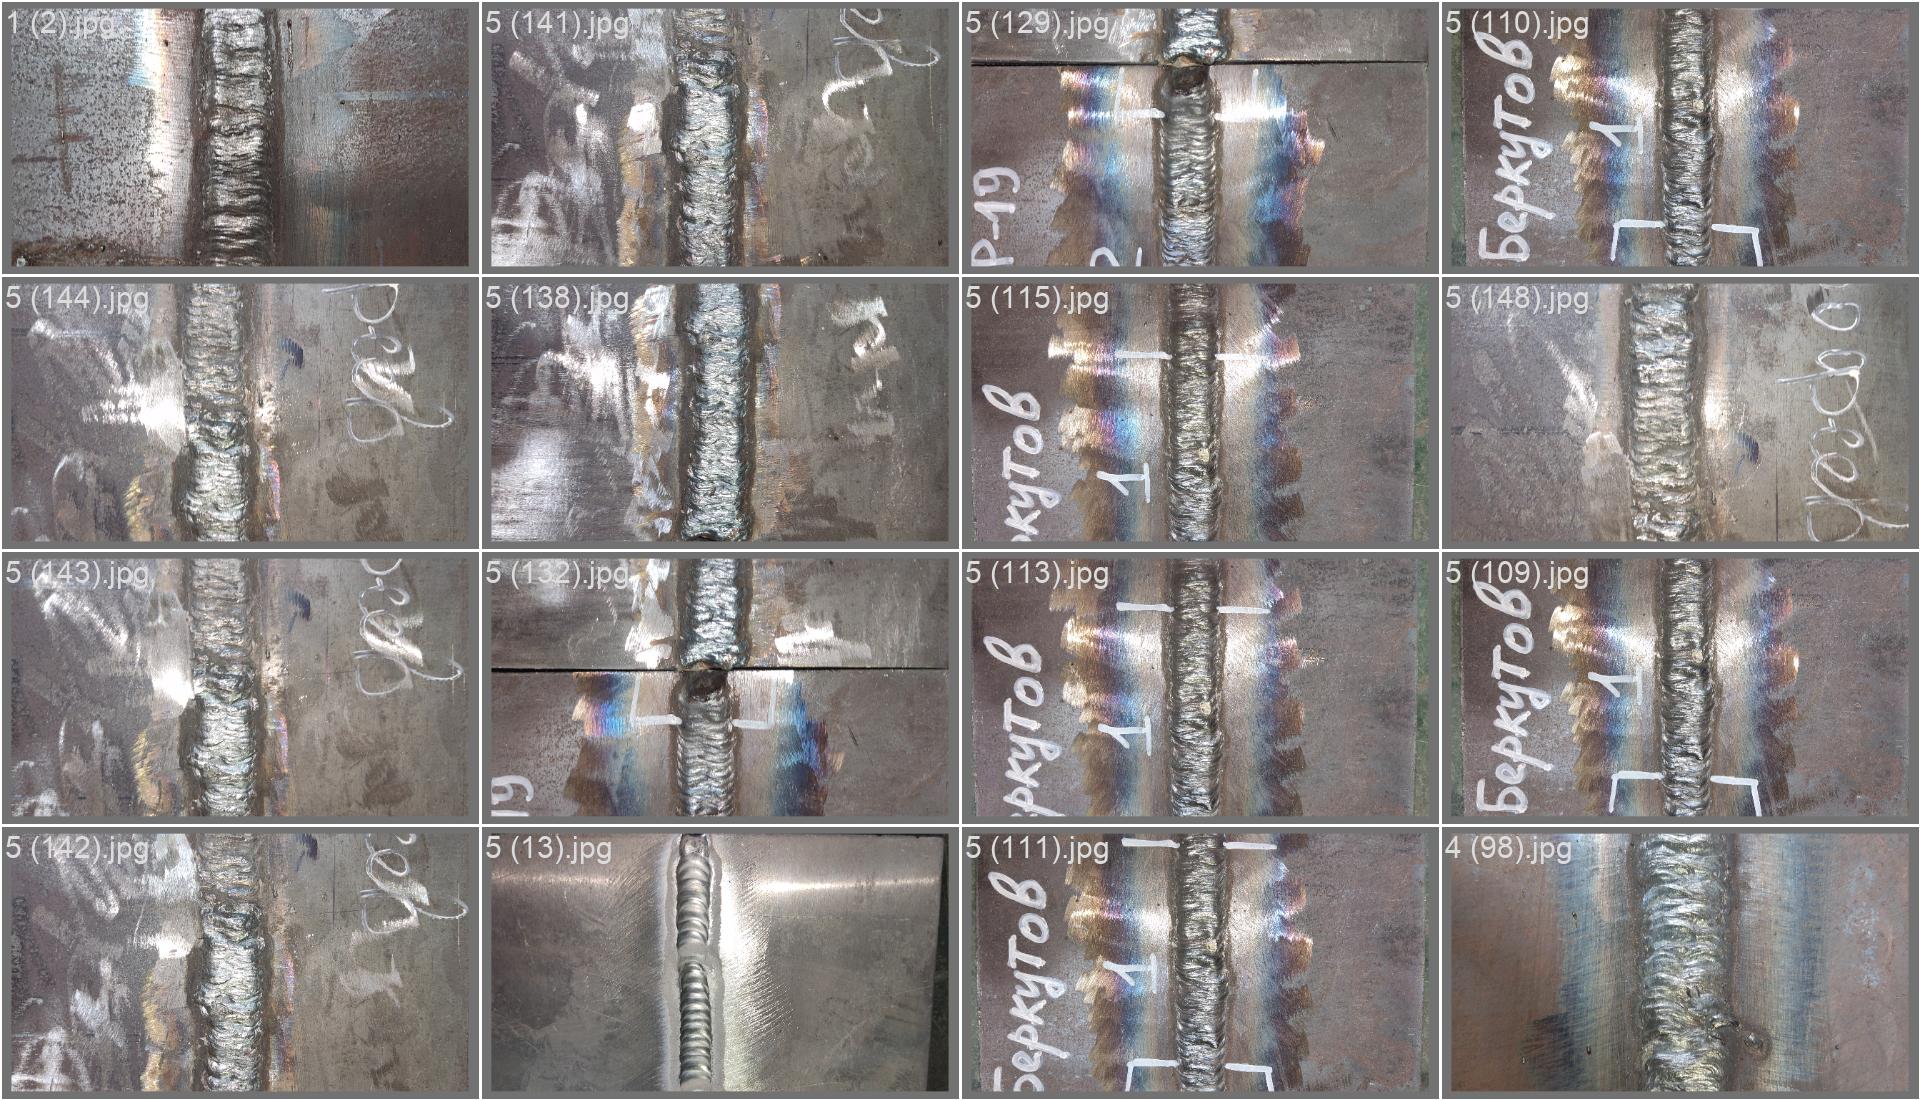 1 (2).jpg
5 (141).jpg
5 (129).jpg
P-19
5 (110).jpg
Беркутов
1
5 (144).jpg
5 (138).jpg
5 (115).jpg
ркутов
1
5 (148).jpg
5 (143).jpg
5 (132).jpg
19
5 (113).jpg
ркутов
1
5 (109).jpg
Беркутов
1
5 (142).jpg
5 (13).jpg
5 (111).jpg
Беркутов
1
4 (98).jpg